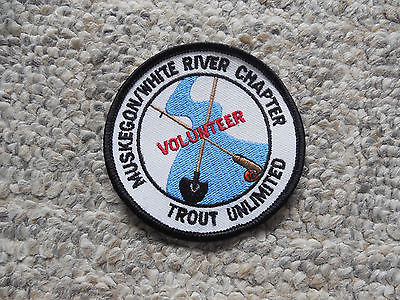 MUSKEGON/WHITE RIVER CHAPTER
VOLUNTEER
TROUT UNLIMITED